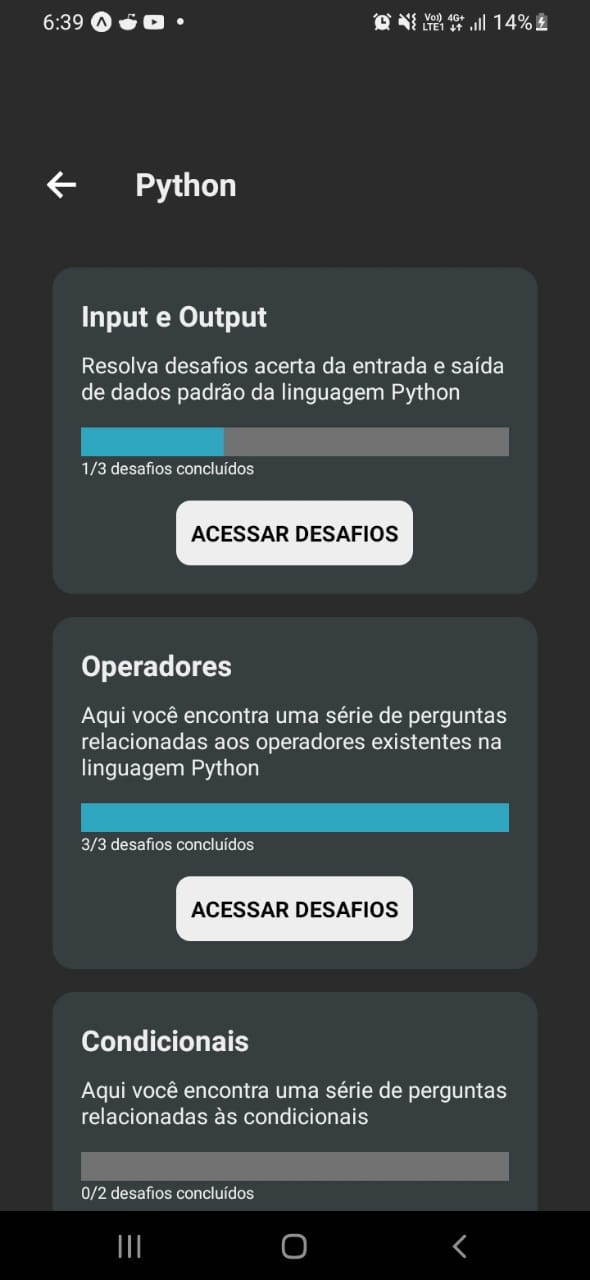 6:39
Vo) 4G+
LTE1
14%
Python
Input e Output
Resolva desafios acerta da entrada e saída
de dados padrão da linguagem Python
1/3 desafios concluídos
ACESSAR DESAFIOS
Operadores
Aqui você encontra uma série de perguntas
relacionadas aos operadores existentes na
linguagem Python
3/3 desafios concluídos
ACESSAR DESAFIOS
Condicionais
Aqui você encontra uma série de perguntas
relacionadas às condicionais
0/2 desafios concluídos